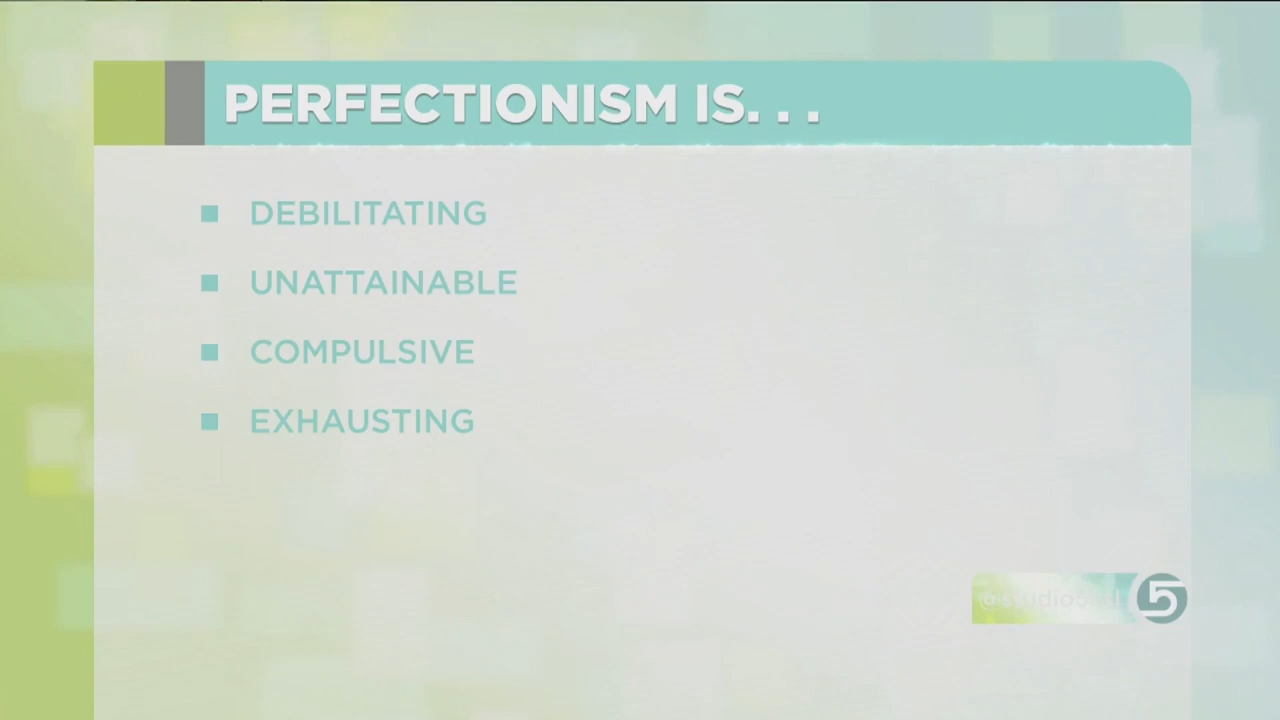 PERFECTIONISM IS. . .
DEBILITATING
UNATTAINABLE
COMPULSIVE
EXHAUSTING
5